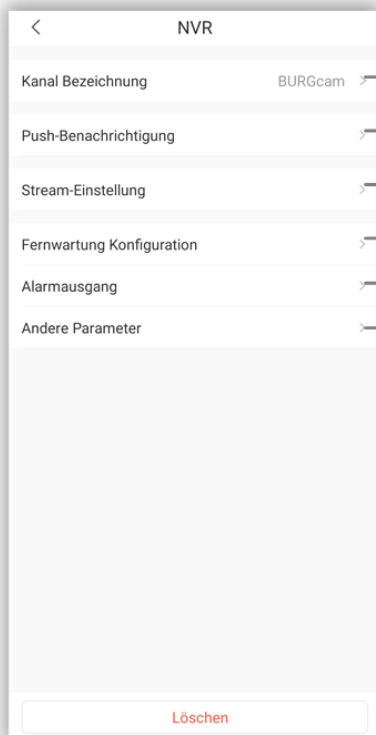 NVR
Kanal Bezeichnung BURGcam
Push-Benachrichtigung
Stream-Einstellung
Fernwartung Konfiguration
Alarmausgang
Andere Parameter
Löschen